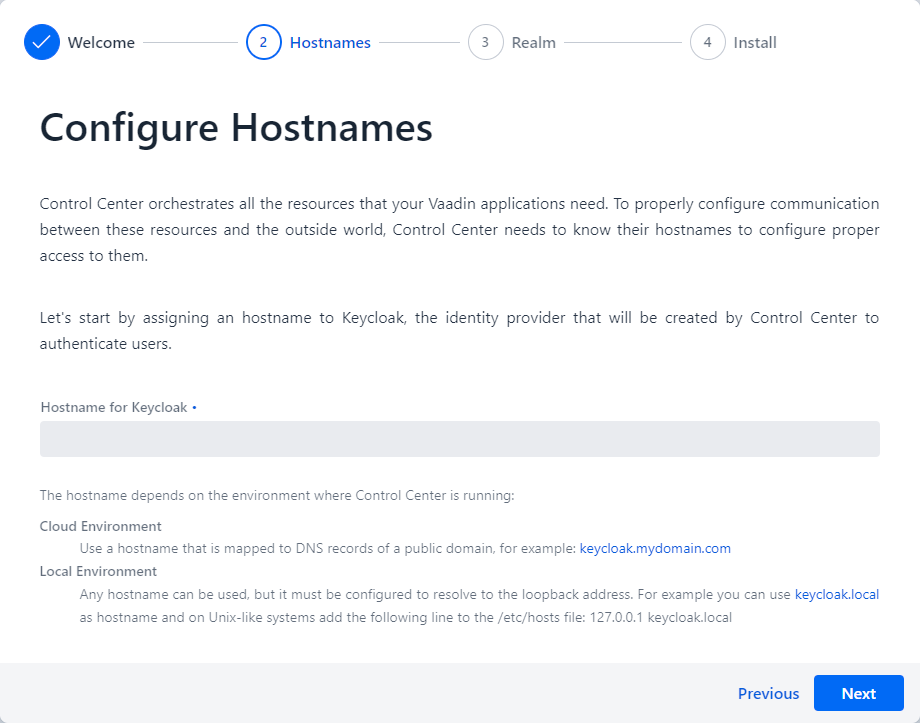 Welcome
2 Hostnames
3 Realm
4 Install
Configure Hostnames
Control Center orchestrates all the resources that your Vaadin applications need. To properly configure communication
between these resources and the outside world, Control Center needs to know their hostnames to configure proper
access to them.
Let's start by assigning an hostname to Keycloak, the identity provider that will be created by Control Center to
authenticate users.
Hostname for Keycloak •
The hostname depends on the environment where Control Center is running:
Cloud Environment
Use a hostname that is mapped to DNS records of a public domain, for example: keycloak.mydomain.com
Local Environment
Any hostname can be used, but it must be configured to resolve to the loopback address. For example you can use keycloak.local
as hostname and on Unix-like systems add the following line to the /etc/hosts file: 127.0.0.1 keycloak.local
Previous
Next